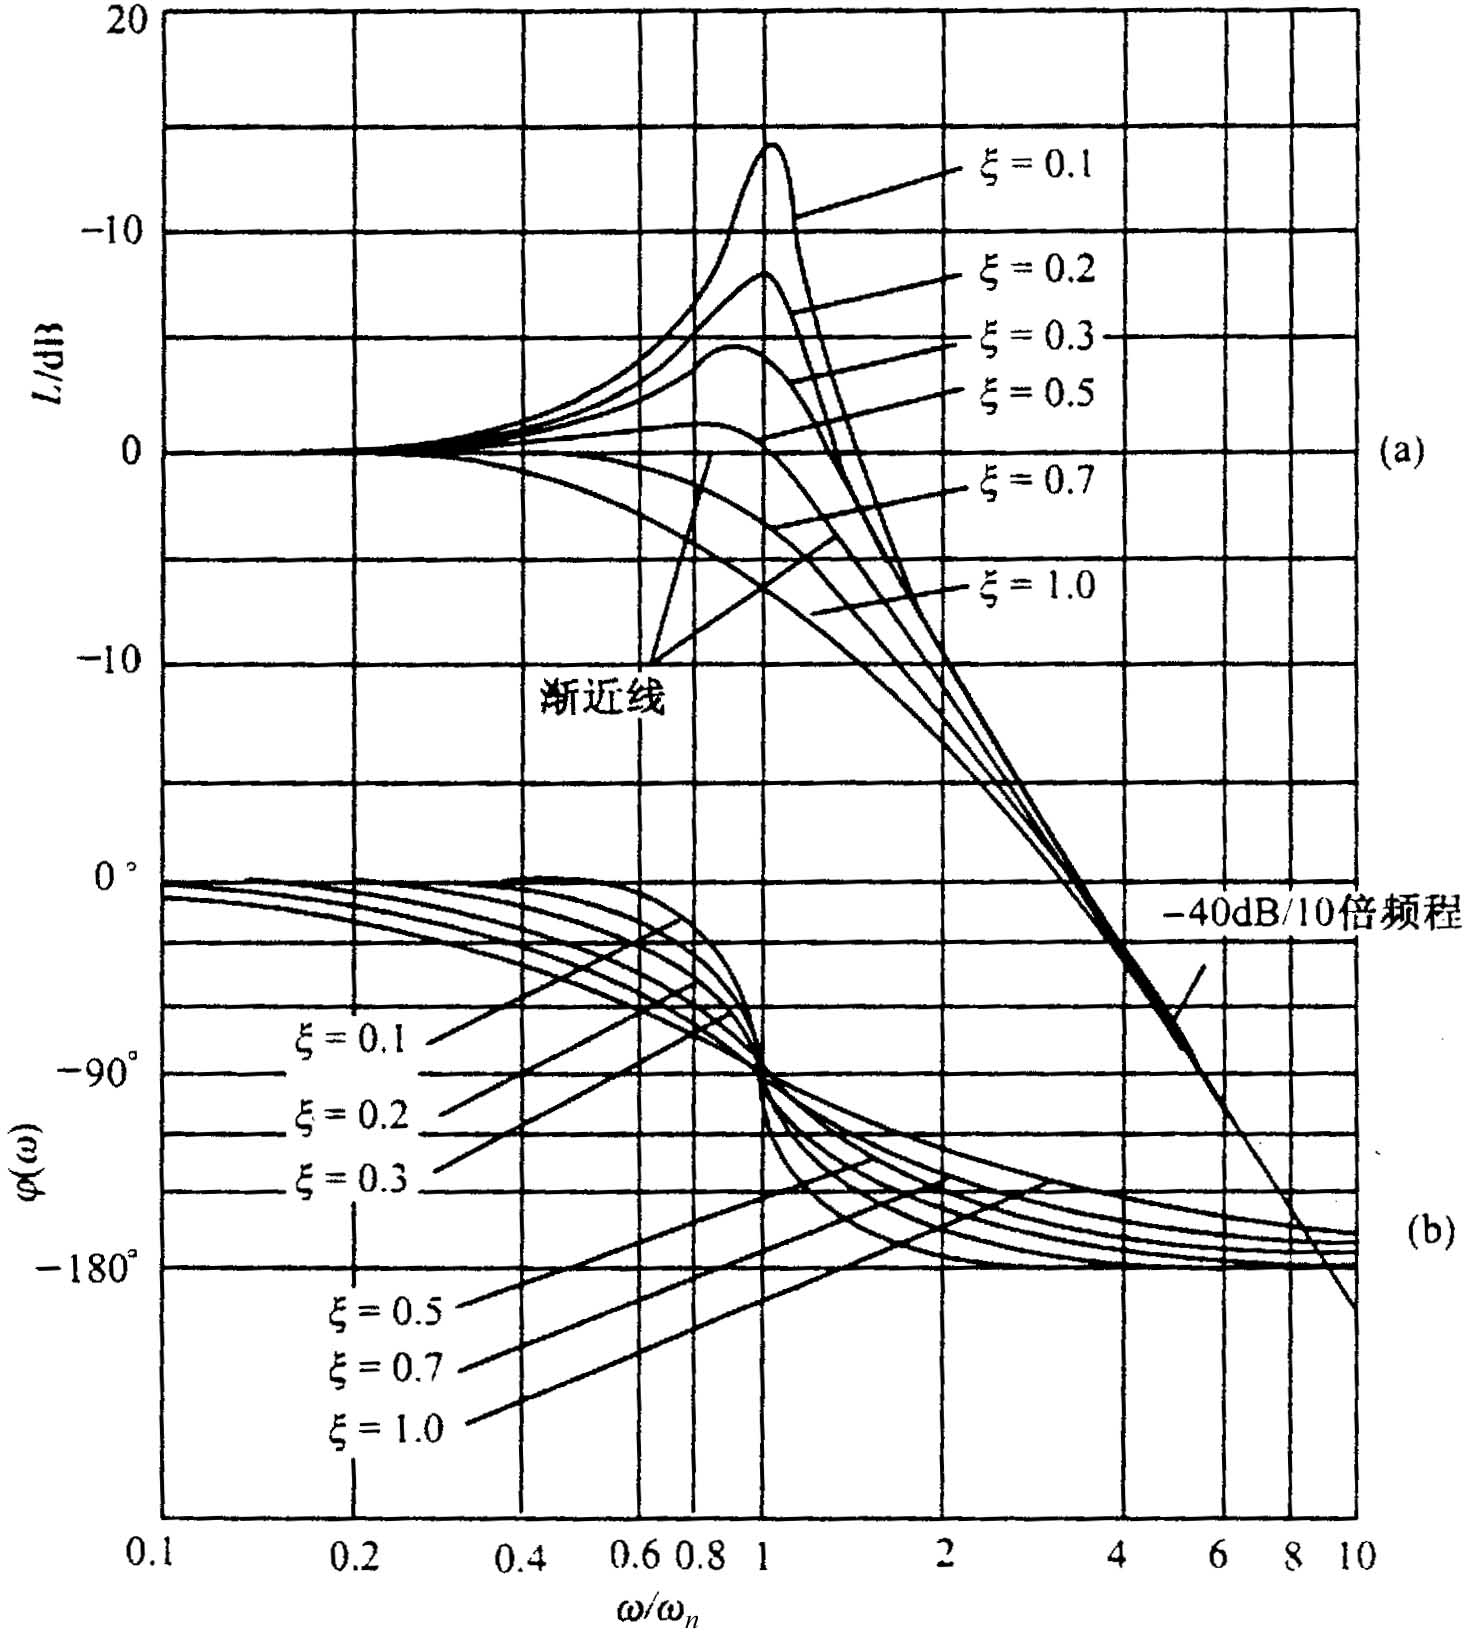 20
ξ = 0.1
−10
ξ = 0.2
L/dB
ξ = 0.3
ξ = 0.5
0
(a)
ξ = 0.7
ξ = 1.0
−10
渐近线
0°
−40dB/10倍频程
ξ = 0.1
−90°
ξ = 0.2
φ(ω)
ξ = 0.3
(b)
−180°
ξ = 0.5
ξ = 0.7
ξ = 1.0
0.1 0.2 0.4 0.6 0.8 1 2 4 6 8 10
ω/ωn